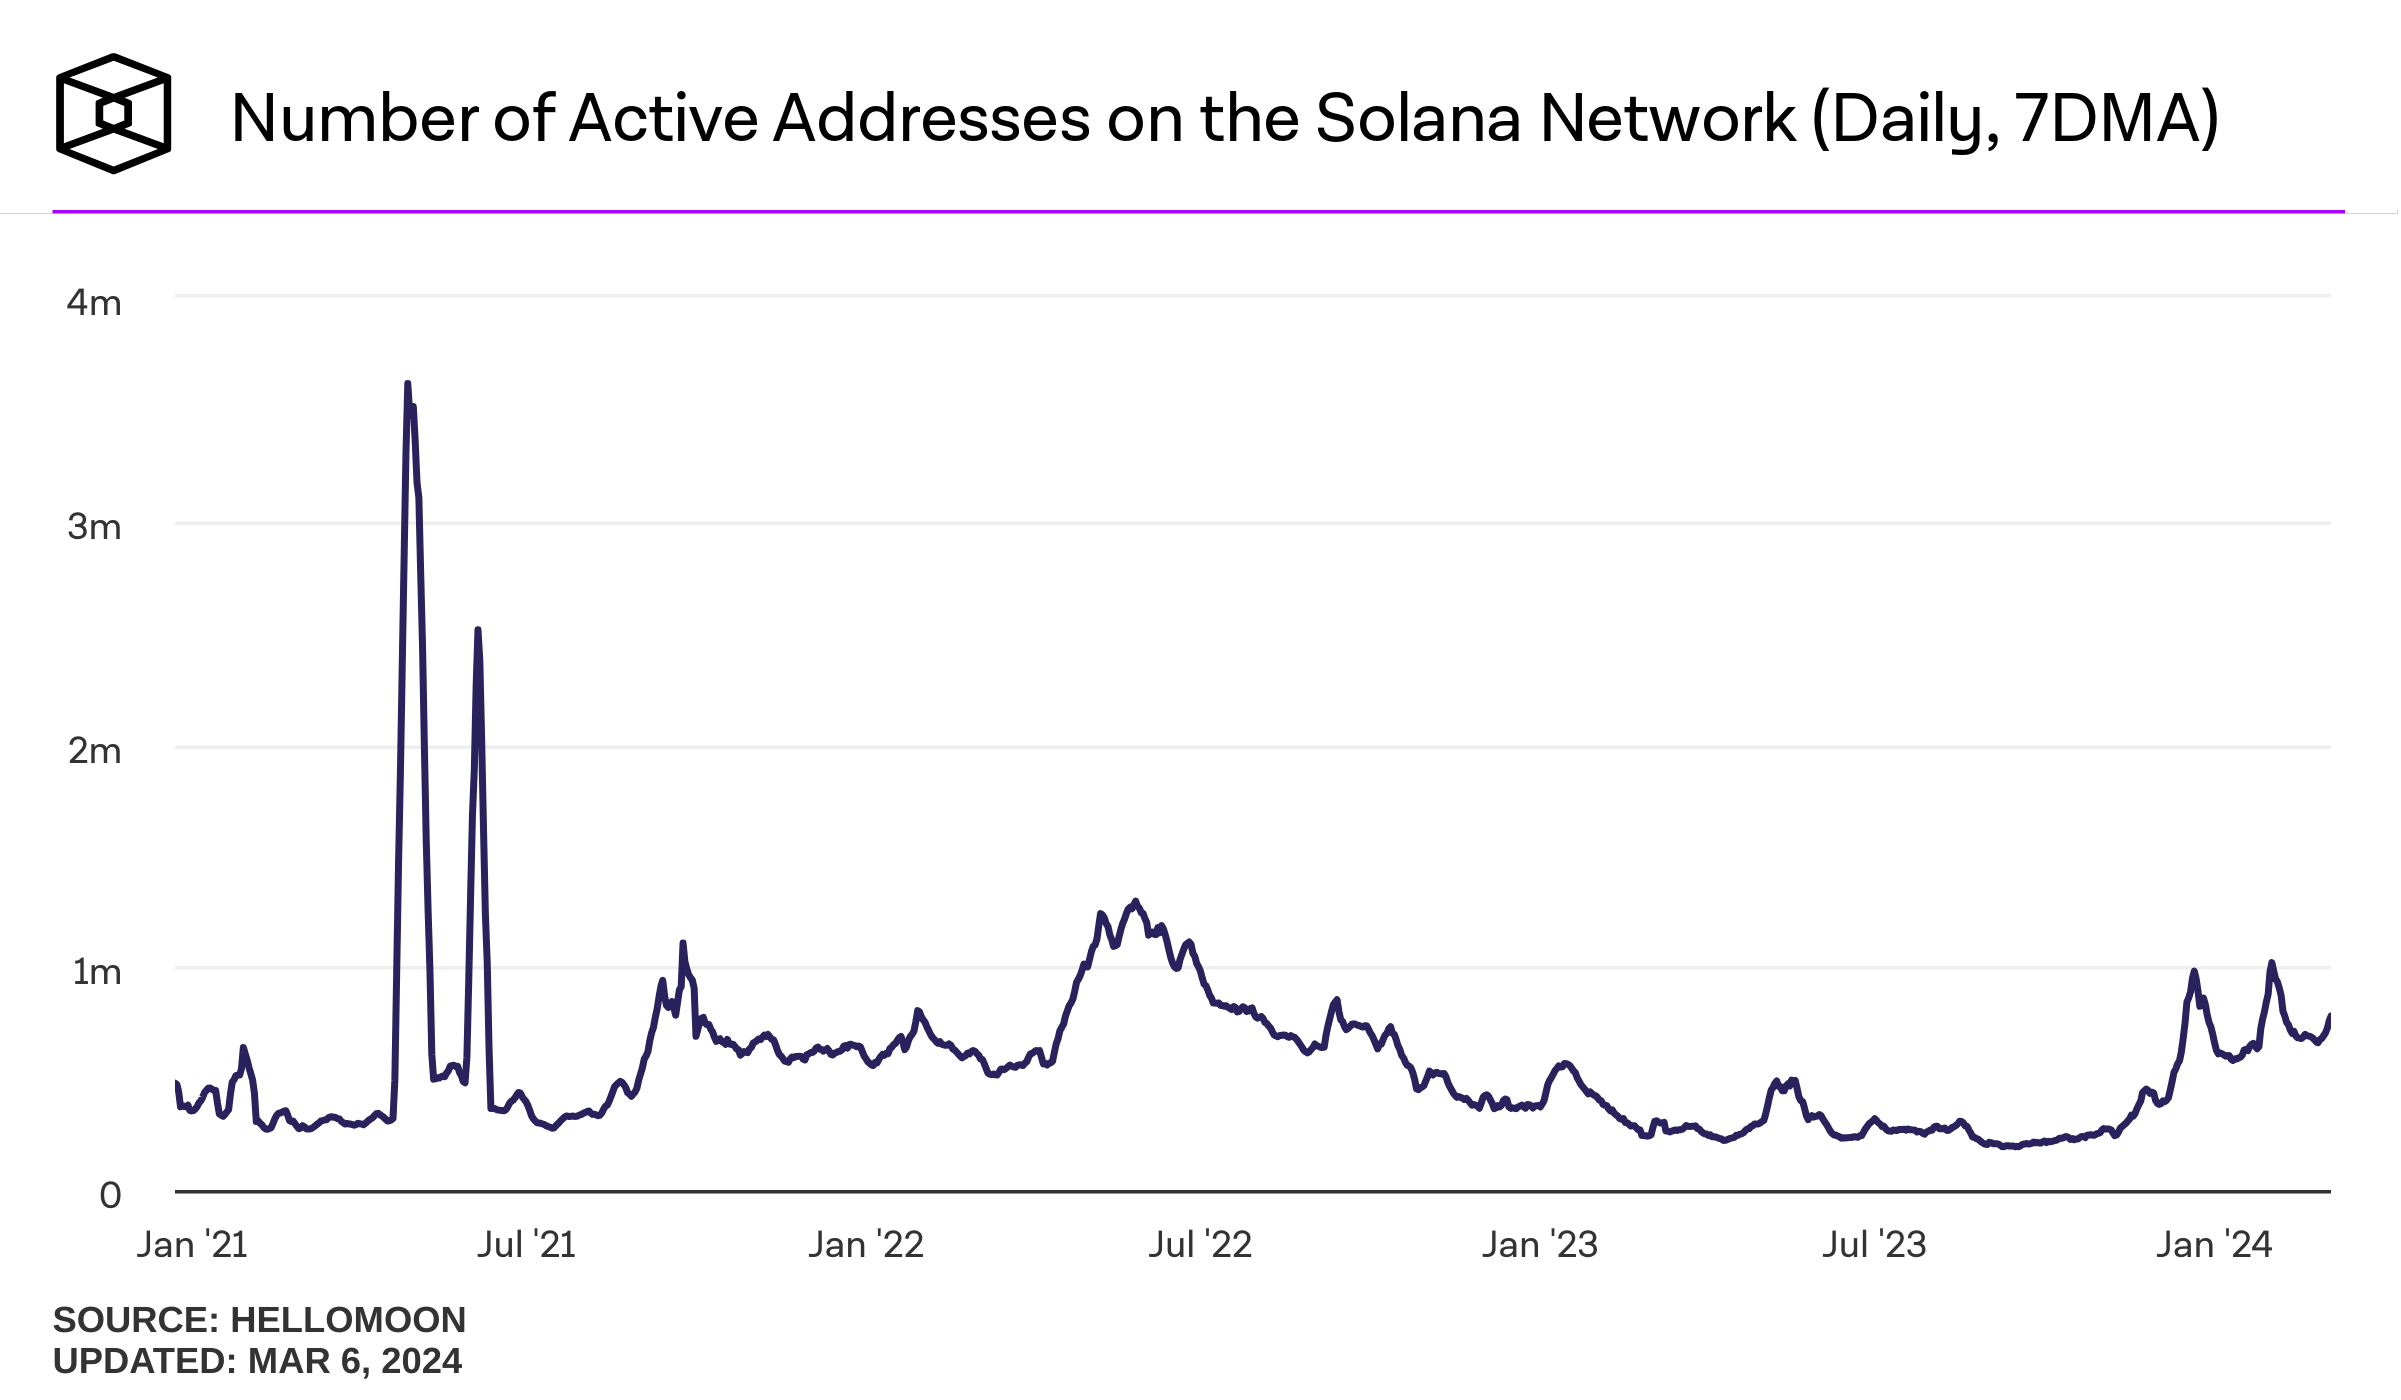 Number of Active Addresses on the Solana Network (Daily, 7DMA)
4m
3m
2m
1m
0
Jan '21 Jul '21 Jan '22 Jul '22 Jan '23 Jul '23 Jan '24
SOURCE: HELLOMOON
UPDATED: MAR 6, 2024